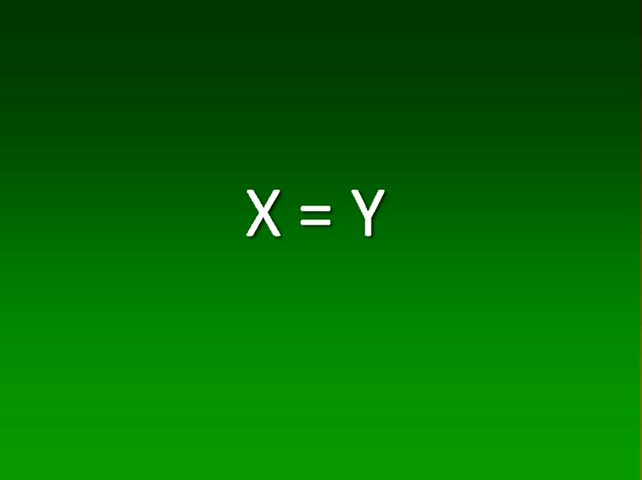 X = Y